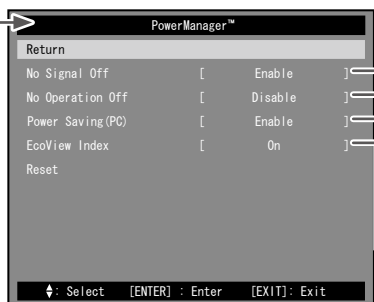 PowerManager™
Return
No Signal Off [ Enable ]
No Operation Off [ Disable ]
Power Saving(PC) [ Enable ]
EcoView Index [ On ]
Reset
♦: Select [ENTER] : Enter [EXIT]: Exit